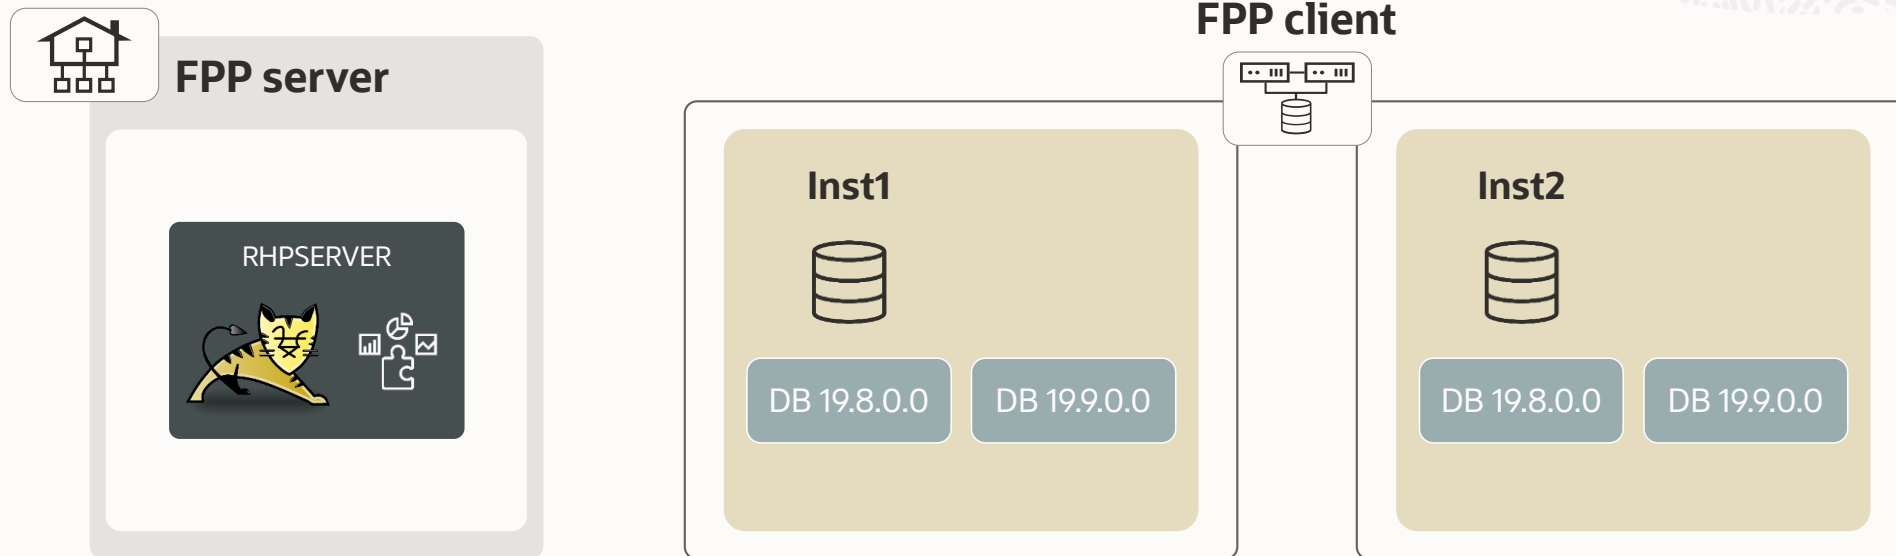 FPP server
RHPSERVER
FPP client
Inst1
DB 19.8.0.0
DB 19.9.0.0
Inst2
DB 19.8.0.0
DB 19.9.0.0